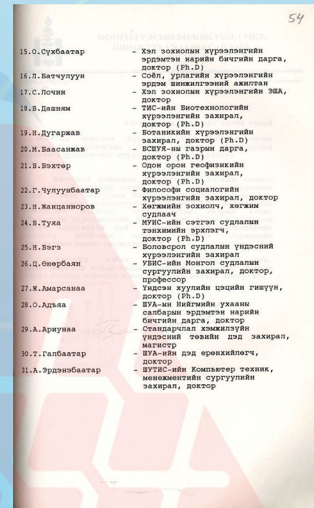 54
15.О.Сүхбаатар - Хэл зохиолын хүрээлэнгийн
эрдэмтэн нарийн бичгийн дарга,
доктор (Ph.D)
16.Л.Батчулуун - Соёл, урлагийн хүрээлэнгийн
эрдэм шинжилгээний ажилтан
17.С.Лочин - Хэл зохиолын хүрээлэнгийн ЭША,
доктор
18.Б.Дашням - ТИС-ийн Биотехнологийн
хүрээлэнгийн захирал,
доктор (Ph.D)
19.Н.Дугаржав - Ботаникийн хүрээлэнгийн
захирал, доктор (Ph.D)
20.М.Баасанжав - БСШУЯ-ны газрын дарга,
доктор (Ph.D)
21.Б.Бэхтөр - Одон орон геофизикийн
хүрээлэнгийн захирал,
доктор (Ph.D)
22.Г.Чулуунбаатар - Философи социалогийн
хүрээлэнгийн захирал, доктор
23.Н.Жанцанноров - Хөгжмийн зохиолч, хөгжим
судлаач
24.Б.Туяа - МУИС-ийн сэтгэл судлалын
тэнхимийн эрхлэгч,
доктор (Ph.D)
25.Н.Бэгз - Боловсрол судлалын үндэсний
хүрээлэнгийн захирал
26.Ц.Өнөрбаян - УБИС-ийн Монгол судлалын
сургуулийн захирал, доктор,
профессор
27.Ж.Амарсанаа - Үндсэн хуулийн цэцийн гишүүн,
доктор (Ph.D)
28.О.Адъяа - ШУА-ын Нийгмийн ухааны
салбарын эрдэмтэн нарийн
бичгийн дарга, доктор
29.А.Ариунаа - Стандарчлал хэмжилзүйн
үндэсний төвийн дэд захирал,
магистр
30.Т.Галбаатар - ШУА-ийн дэд ерөнхийлөгч,
доктор
31.А.Эрдэнэбаатар - ШУТИС-ийн Компьютер техник,
менежментийн сургуулийн
захирал, доктор